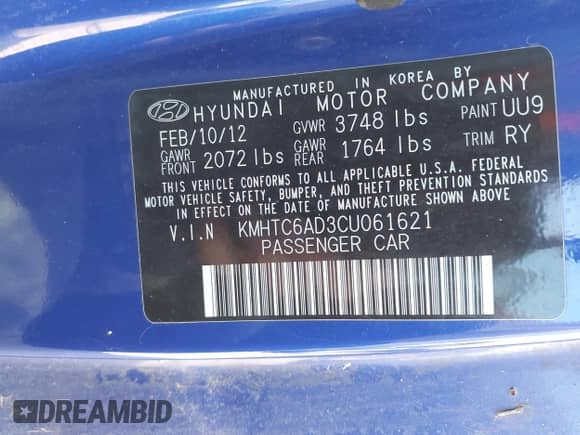 MANUFACTURED IN KOREA BY
HYUNDAI MOTOR COMPANY
FEB/10/12 GVWR 3748 lbs PAINT UU9
GAWR FRONT 2072 lbs GAWR REAR 1764 lbs TRIM RY
THIS VEHICLE CONFORMS TO ALL APPLICABLE U.S.A. FEDERAL
MOTOR VEHICLE SAFETY, BUMPER, AND THEFT PREVENTION STANDARDS
IN EFFECT ON THE DATE OF MANUFACTURE SHOWN ABOVE
V.I.N KMHTC6AD3CU061621
PASSENGER CAR
DREAMBID